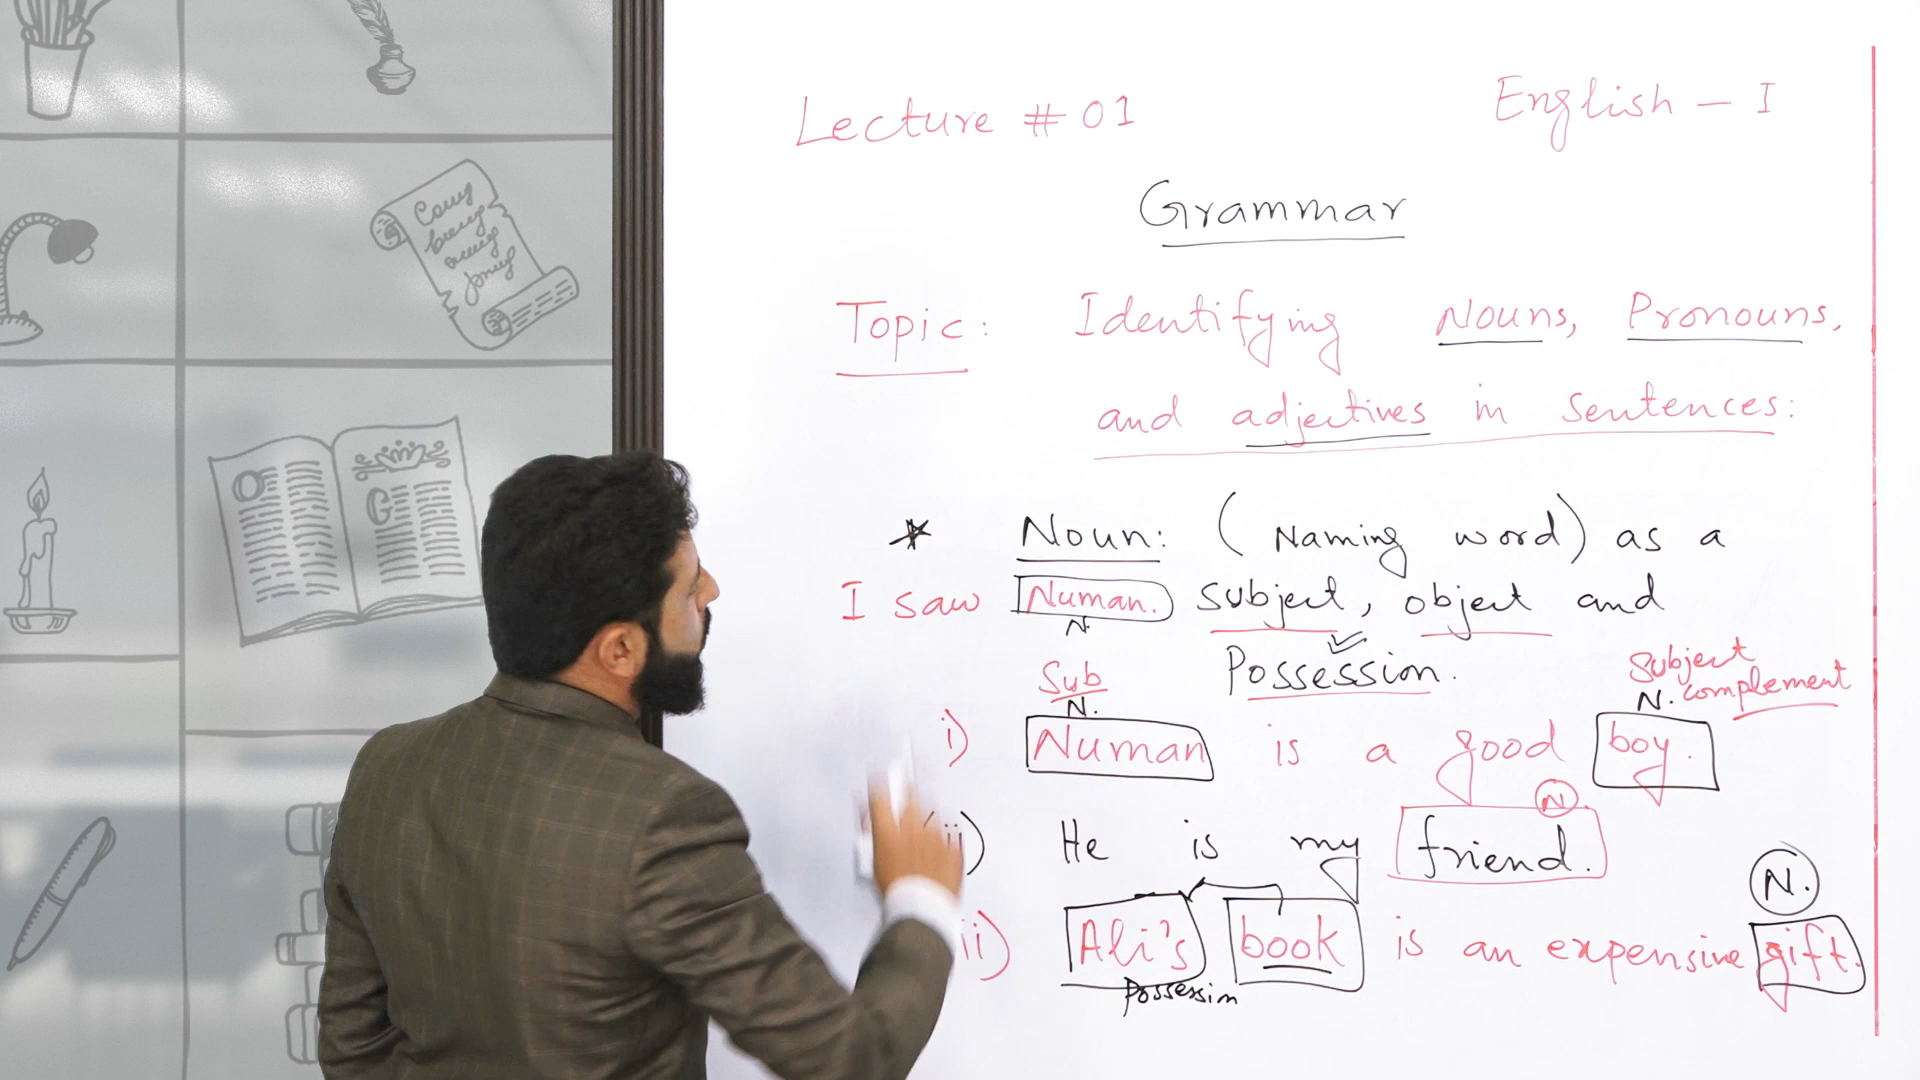 Lecture # 01
English – I
Grammar
Topic: Identifying Nouns, Pronouns,
and adjectives in sentences:
* Noun: (Naming word) as a
I saw Numan. subject, object and
N.
Possession.
Sub
N.
Subject
N. complement
i) Numan is a good boy.
N
ii) He is my friend.
N.
iii) Ali's book is an expensive gift.
Possessin